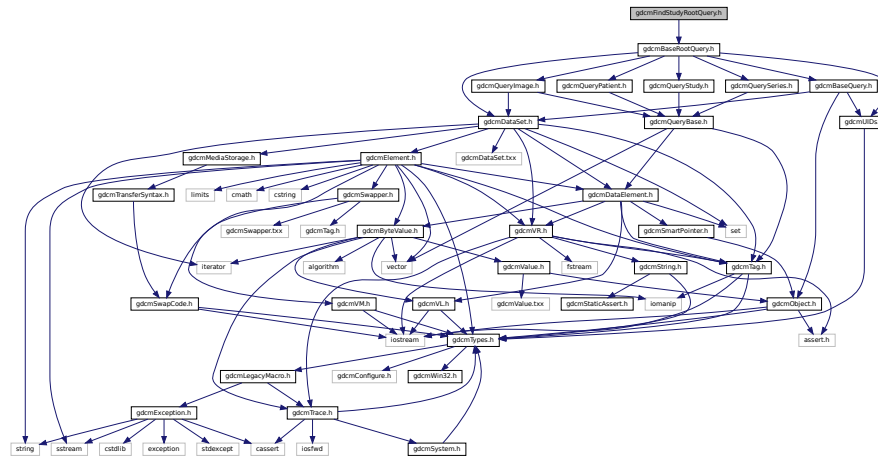 gdcmFindStudyRootQuery.h
gdcmBaseRootQuery.h
gdcmQueryImage.h
gdcmQueryPatient.h
gdcmQueryStudy.h
gdcmQuerySeries.h
gdcmBaseQuery.h
gdcmDataSet.h
gdcmQueryBase.h
gdcmUIDs
gdcmMediaStorage.h
gdcmElement.h
gdcmDataSet.txx
gdcmTransferSyntax.h
limits
cmath
cstring
gdcmSwapper.h
gdcmDataElement.h
gdcmSwapper.txx
gdcmTag.h
gdcmByteValue.h
gdcmVR.h
gdcmSmartPointer.h
set
iterator
algorithm
vector
gdcmValue.h
fstream
gdcmString.h
gdcmTag.h
gdcmSwapCode.h
gdcmVM.h
gdcmVL.h
gdcmValue.txx
gdcmStaticAssert.h
iomanip
gdcmObject.h
iostream
gdcmTypes.h
assert.h
gdcmLegacyMacro.h
gdcmConfigure.h
gdcmWin32.h
gdcmException.h
gdcmTrace.h
string
sstream
cstdlib
exception
stdexcept
cassert
iosfwd
gdcmSystem.h